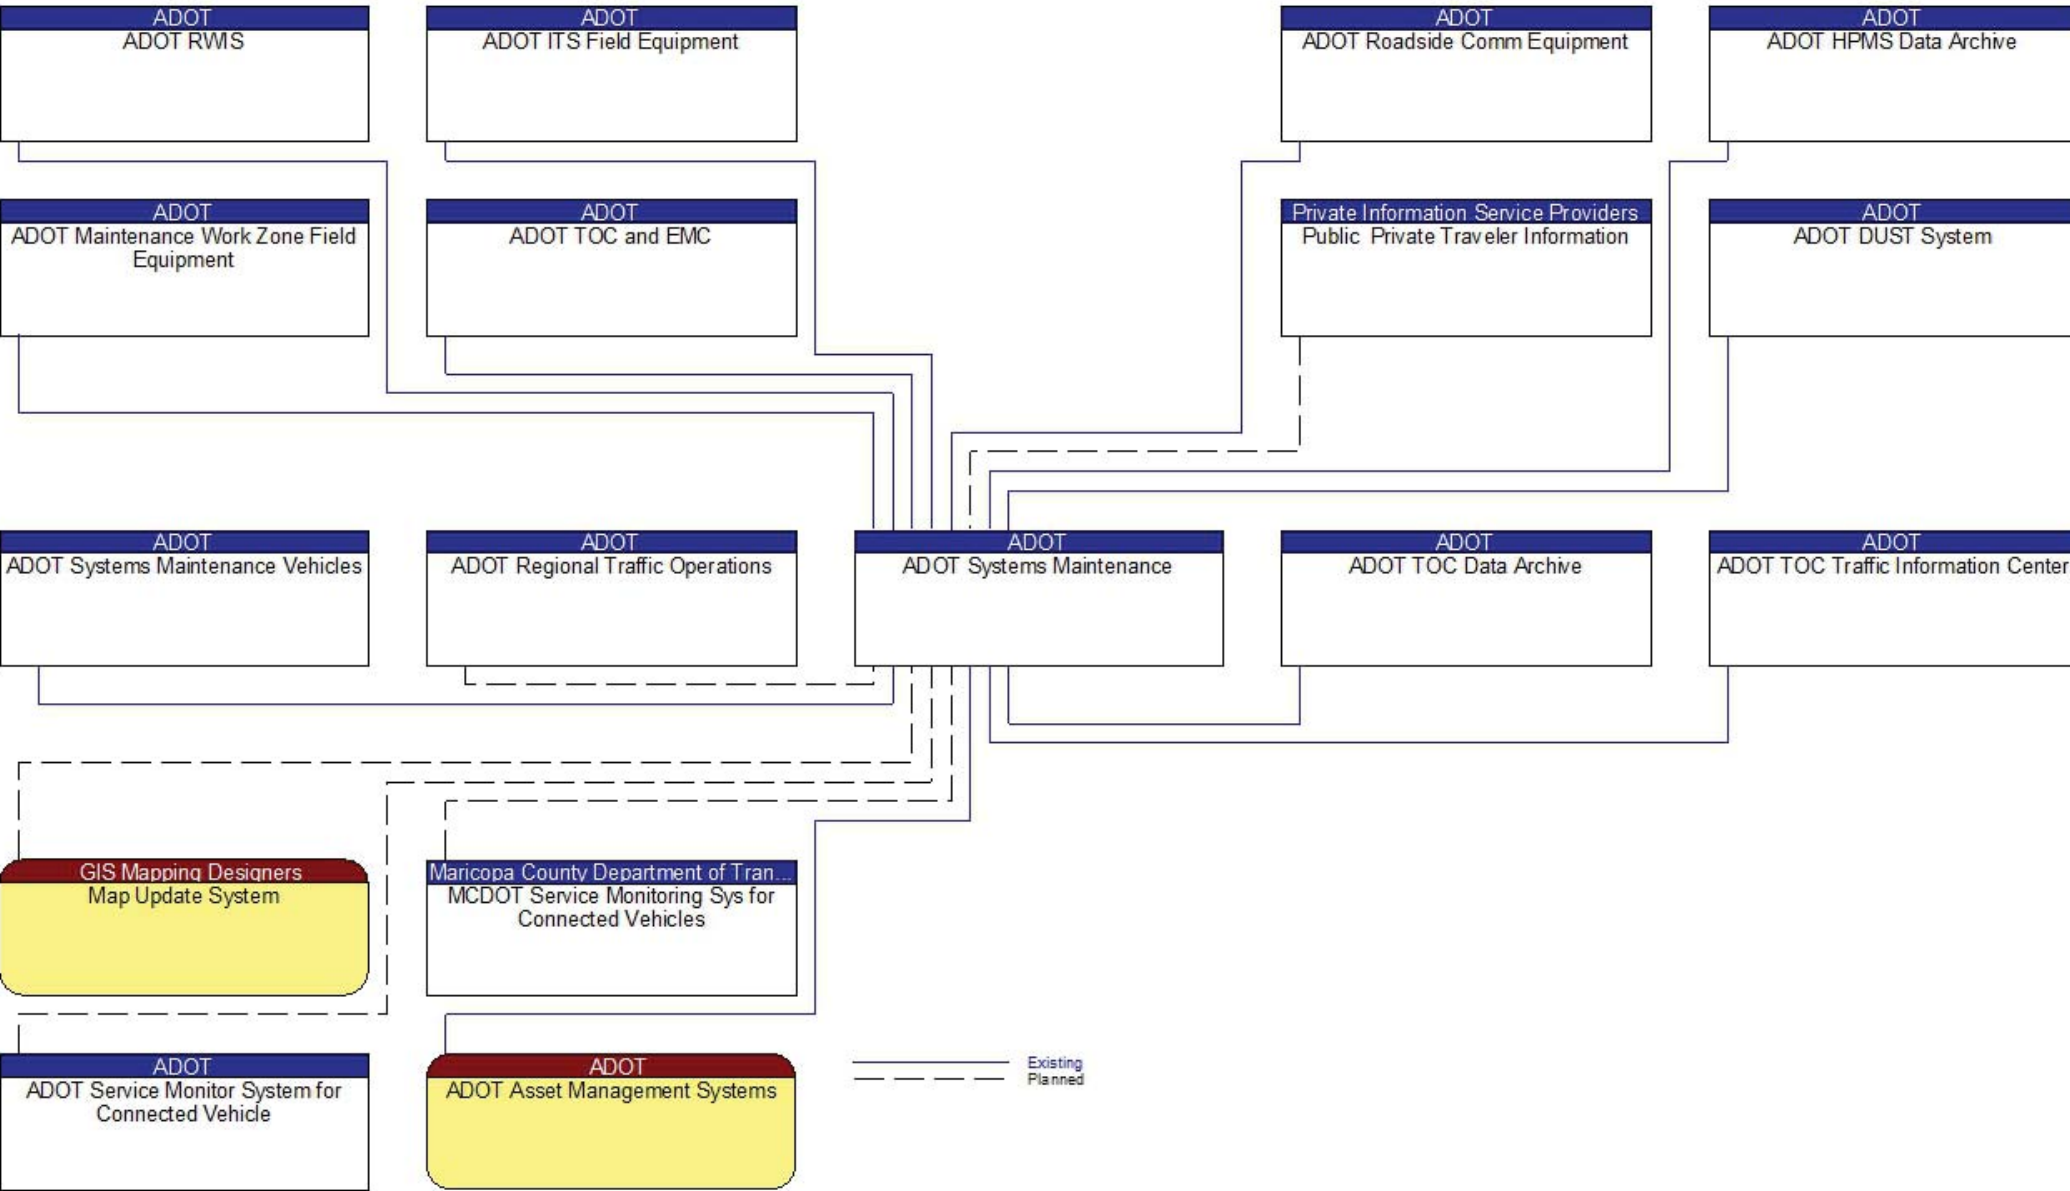 ADOT
ADOT RWIS
ADOT
ADOT ITS Field Equipment
ADOT
ADOT Roadside Comm Equipment
ADOT
ADOT HPMS Data Archive
ADOT
ADOT Maintenance Work Zone Field
Equipment
ADOT
ADOT TOC and EMC
Private Information Service Providers
Public Private Traveler Information
ADOT
ADOT DUST System
ADOT
ADOT Systems Maintenance Vehicles
ADOT
ADOT Regional Traffic Operations
ADOT
ADOT Systems Maintenance
ADOT
ADOT TOC Data Archive
ADOT
ADOT TOC Traffic Information Center
GIS Mapping Designers
Map Update System
Maricopa County Department of Tran...
MCDOT Service Monitoring Sys for
Connected Vehicles
ADOT
ADOT Service Monitor System for
Connected Vehicle
ADOT
ADOT Asset Management Systems
Existing
Planned